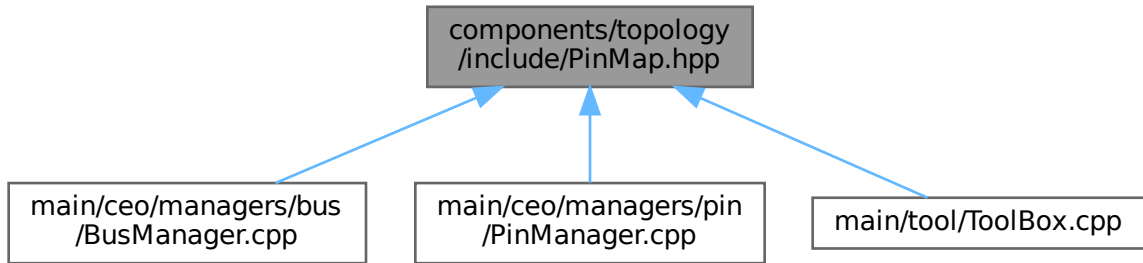 components/topology
/include/PinMap.hpp
main/ceo/managers/bus
/BusManager.cpp
main/ceo/managers/pin
/PinManager.cpp
main/tool/ToolBox.cpp